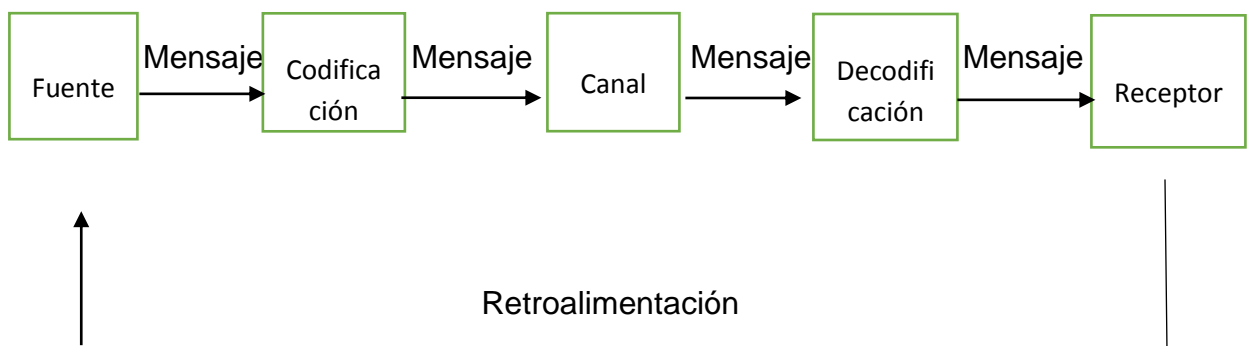 Fuente
Mensaje
Codifica
ción
Mensaje
Canal
Mensaje
Decodifi
cación
Mensaje
Receptor
Retroalimentación